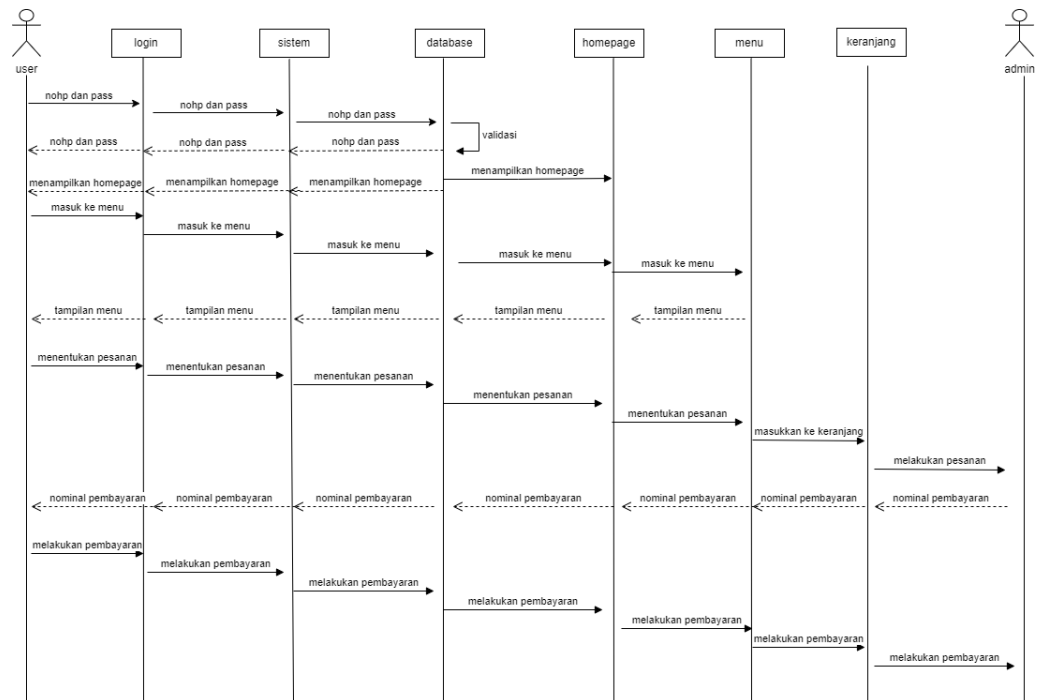 login
sistem
database
homepage
menu
keranjang
user
admin
nohp dan pass
nohp dan pass
nohp dan pass
validasi
nohp dan pass
nohp dan pass
nohp dan pass
menampilkan homepage
menampilkan homepage
menampilkan homepage
menampilkan homepage
masuk ke menu
masuk ke menu
masuk ke menu
masuk ke menu
masuk ke menu
tampilan menu
tampilan menu
tampilan menu
tampilan menu
tampilan menu
menentukan pesanan
menentukan pesanan
menentukan pesanan
menentukan pesanan
menentukan pesanan
masukkan ke keranjang
melakukan pesanan
nominal pembayaran
nominal pembayaran
nominal pembayaran
nominal pembayaran
nominal pembayaran
nominal pembayaran
nominal pembayaran
melakukan pembayaran
melakukan pembayaran
melakukan pembayaran
melakukan pembayaran
melakukan pembayaran
melakukan pembayaran
melakukan pembayaran